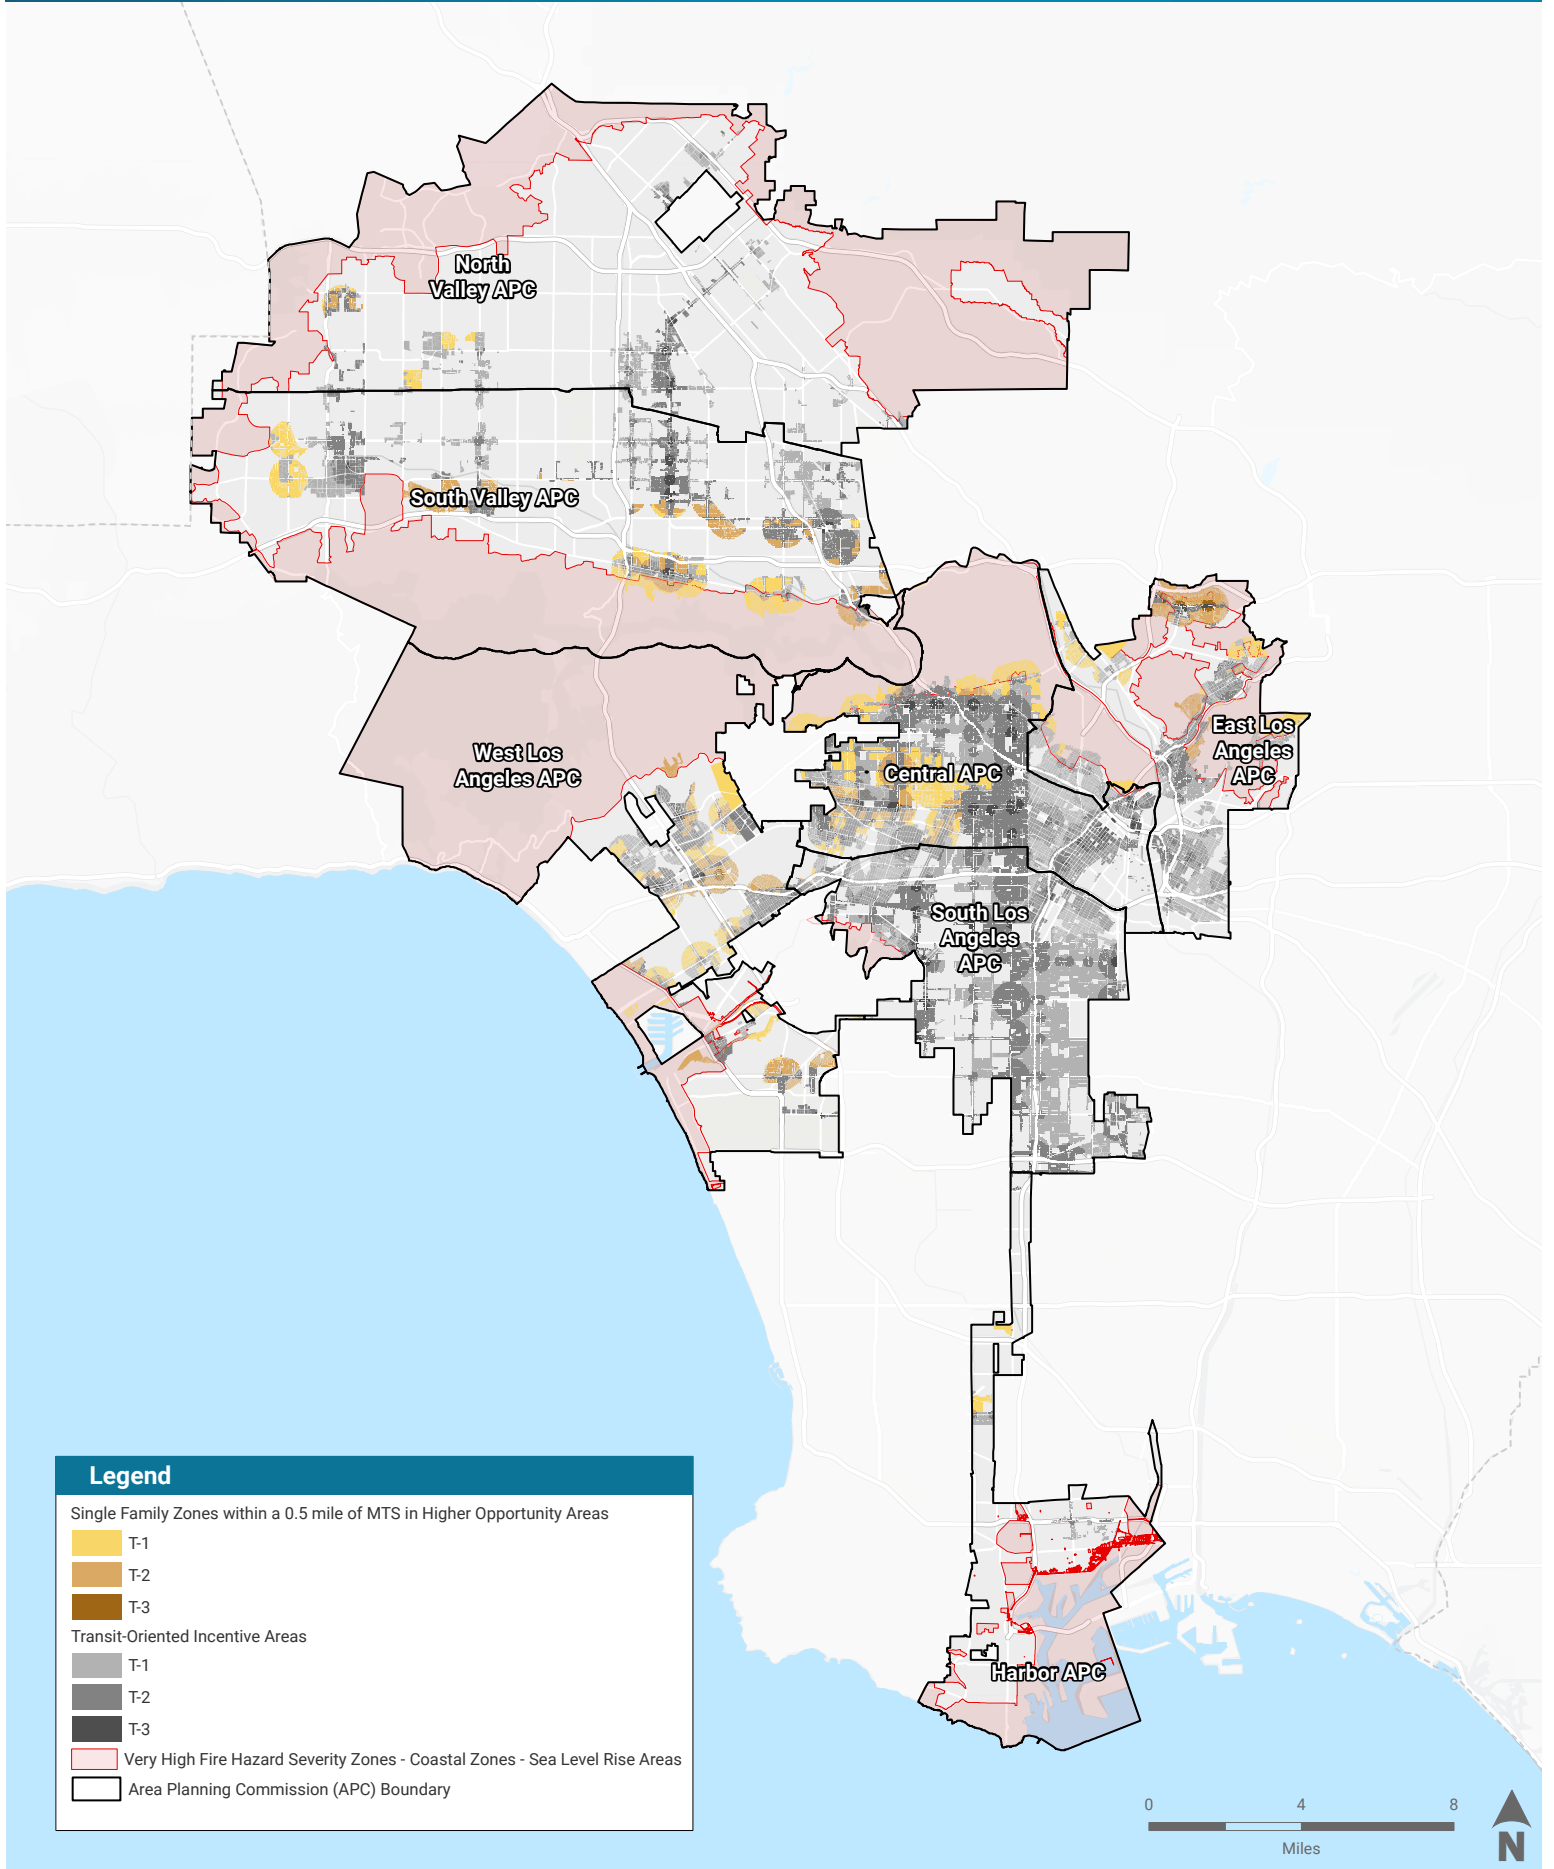 North
Valley APC
South Valley APC
West Los
Angeles APC
Central APC
East Los
Angeles
APC
South Los
Angeles
APC
Harbor APC
Legend
Single Family Zones within a 0.5 mile of MTS in Higher Opportunity Areas
T-1
T-2
T-3
Transit-Oriented Incentive Areas
T-1
T-2
T-3
Very High Fire Hazard Severity Zones - Coastal Zones - Sea Level Rise Areas
Area Planning Commission (APC) Boundary
0 4 8
Miles
N